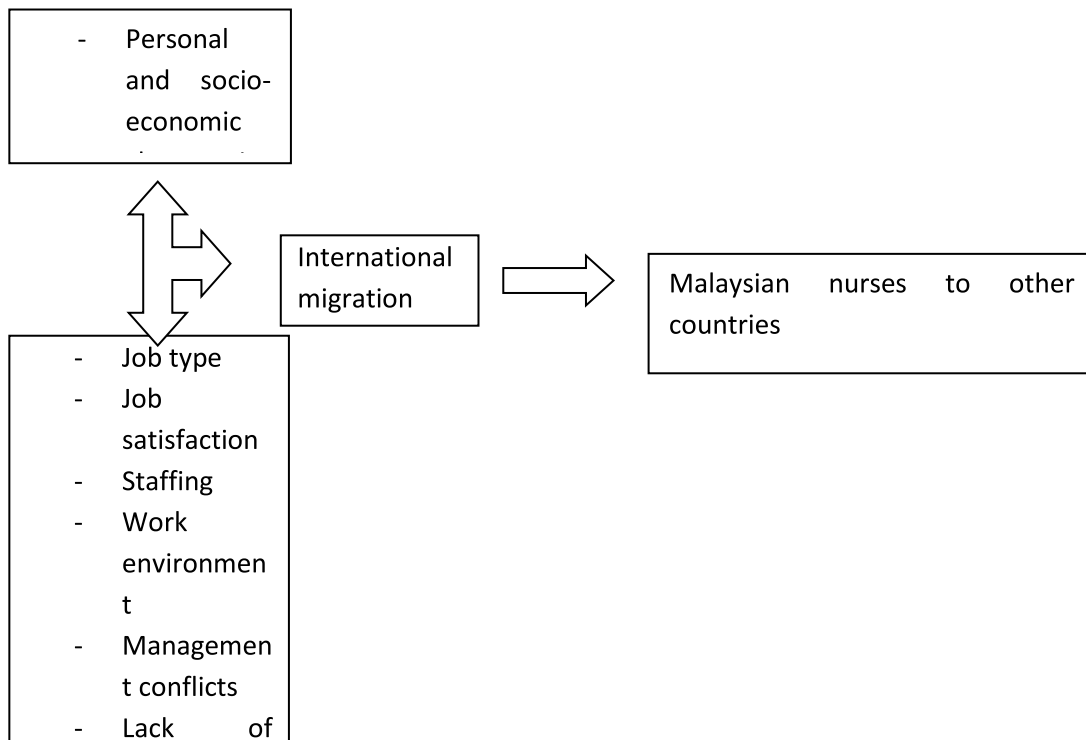 - Personal
and socio-
economic
International
migration
Malaysian nurses to other
countries
- Job type
- Job
satisfaction
- Staffing
- Work
environmen
t
- Managemen
t conflicts
- Lack of